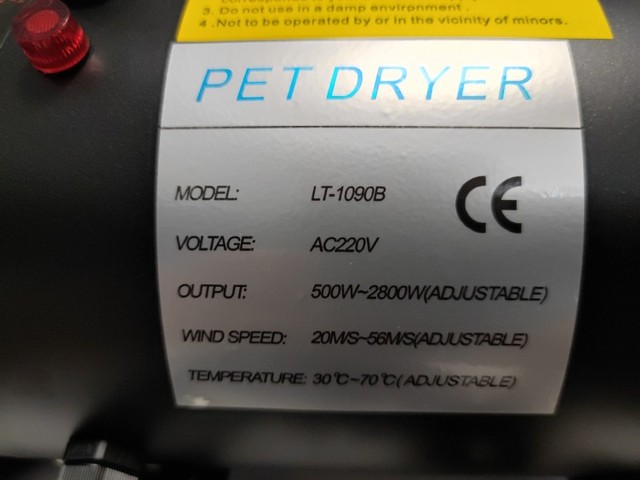 3. Do not use in a damp environment.
4. Not to be operated by or in the vicinity of minors.
PET DRYER
MODEL: LT-1090B
CE
VOLTAGE: AC220V
OUTPUT: 500W~2800W(ADJUSTABLE)
WIND SPEED: 20M/S~56M/S(ADJUSTABLE)
TEMPERATURE: 30℃~70℃(ADJUSTABLE)